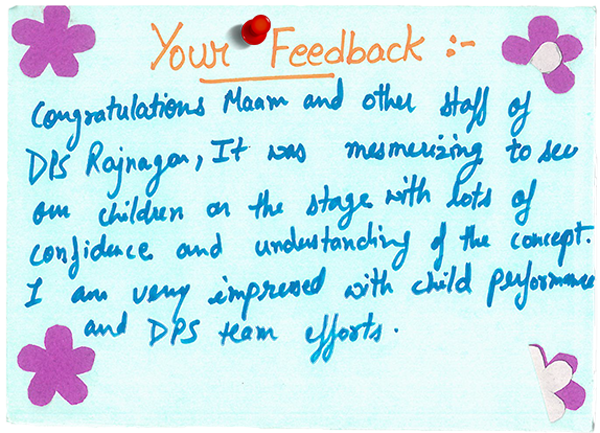 Your Feedback :-
Congratulations Maam and other staff of
DPS Rajnagar, It was mesmerizing to see
our children on the stage with lots of
confidence and understanding of the concept.
I am very impressed with child performance
and DPS team efforts.